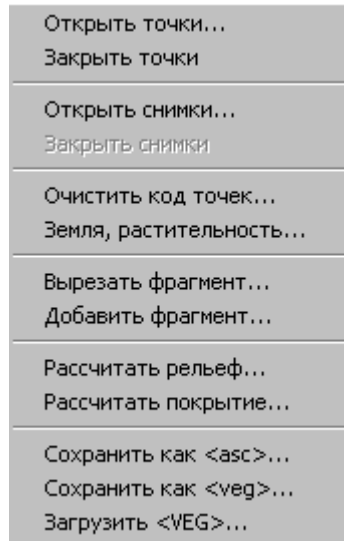 Открыть точки...
Закрыть точки
Открыть снимки...
Закрыть снимки
Очистить код точек...
Земля, растительность...
Вырезать фрагмент...
Добавить фрагмент...
Рассчитать рельеф...
Рассчитать покрытие...
Сохранить как <asc>...
Сохранить как <veg>...
Загрузить <VEG>...